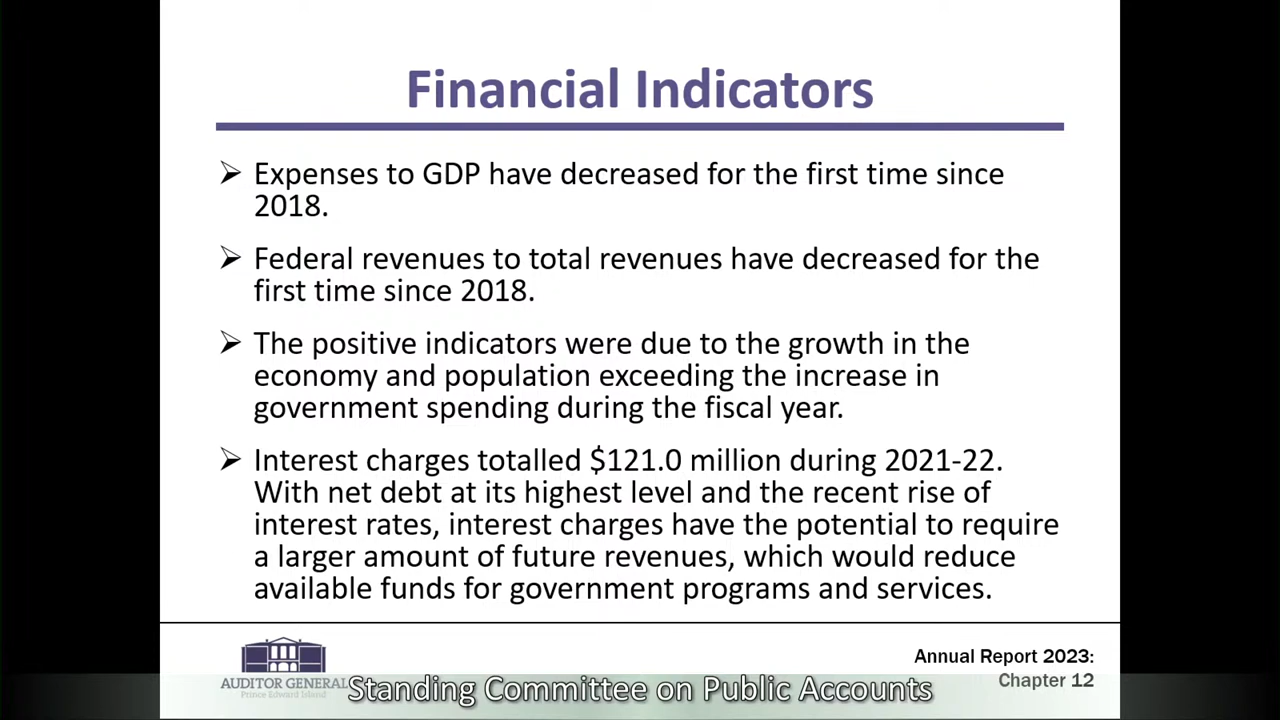 Financial Indicators
➢ Expenses to GDP have decreased for the first time since
2018.
➢ Federal revenues to total revenues have decreased for the
first time since 2018.
➢ The positive indicators were due to the growth in the
economy and population exceeding the increase in
government spending during the fiscal year.
➢ Interest charges totalled $121.0 million during 2021-22.
With net debt at its highest level and the recent rise of
interest rates, interest charges have the potential to require
a larger amount of future revenues, which would reduce
available funds for government programs and services.
AUDITOR GENERAL
Prince Edward Island
Annual Report 2023:
Chapter 12
Standing Committee on Public Accounts